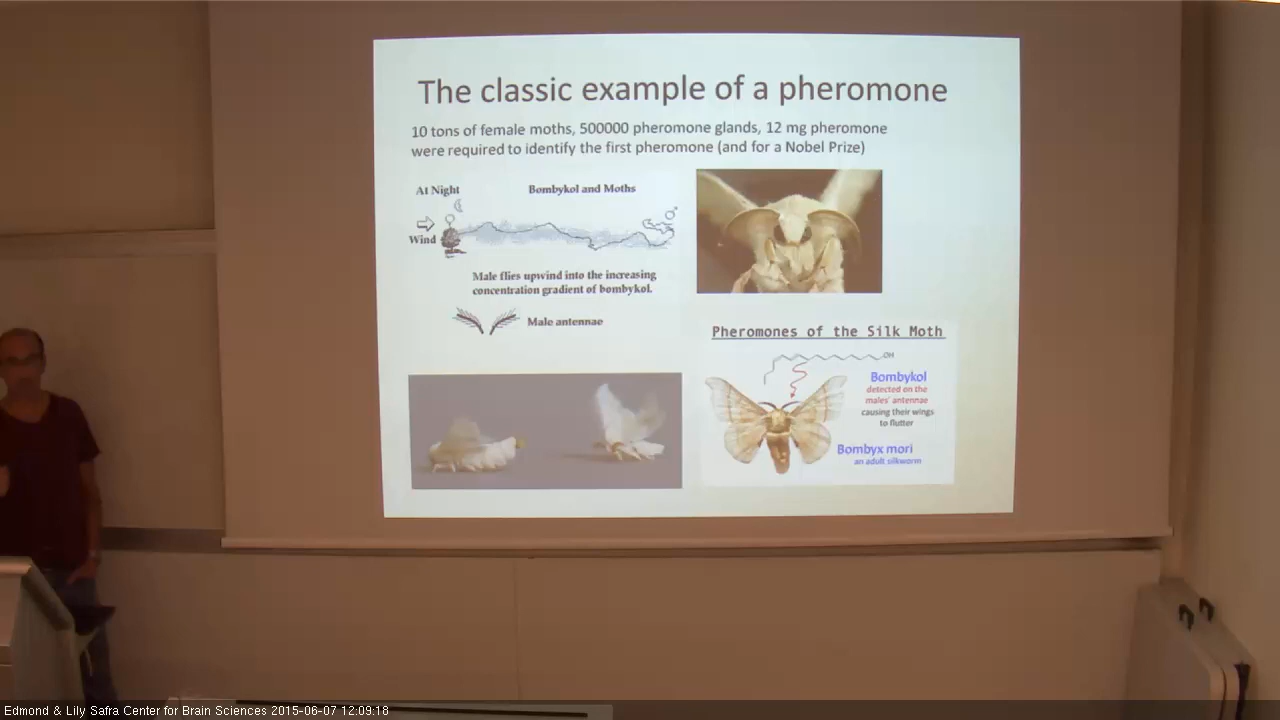 The classic example of a pheromone
10 tons of female moths, 500000 pheromone glands, 12 mg pheromone
were required to identify the first pheromone (and for a Nobel Prize)
At Night
Bombykol and Moths
Wind
Male flies upwind into the increasing
concentration gradient of bombykol.
Male antennae
Pheromones of the Silk Moth
OH
Bombykol
detected on the
males' antennae
causing their wings
to flutter
Bombyx mori
an adult silkworm
Edmond & Lily Safra Center for Brain Sciences 2015-06-07 12:09:18